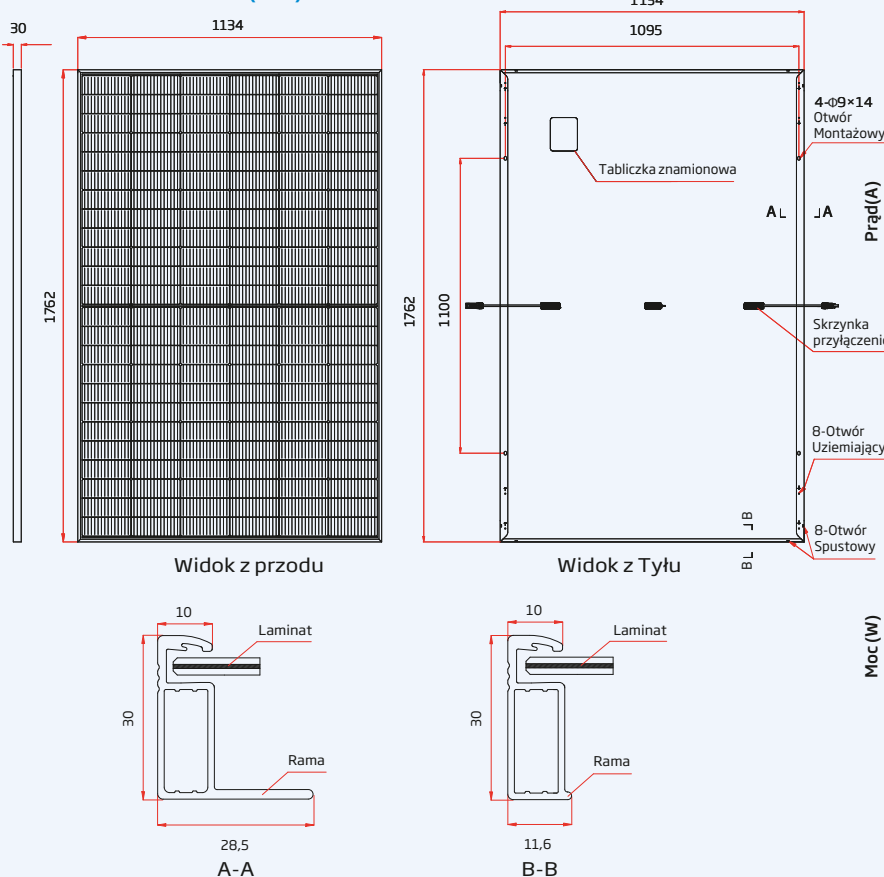 30
1134
1762
Widok z przodu
1134
1095
1762
1100
Tabliczka znamionowa
4-Φ9×14
Otwór
Montażowy
A
A
Skrzynka
8-Otwór
Uziemiający
8-Otwór
Spustowy
B
B
Widok z Tyłu
Prąd(A)
Moc (W)
10
Laminat
30
Rama
28,5
A-A
10
Laminat
30
Rama
11,6
B-B